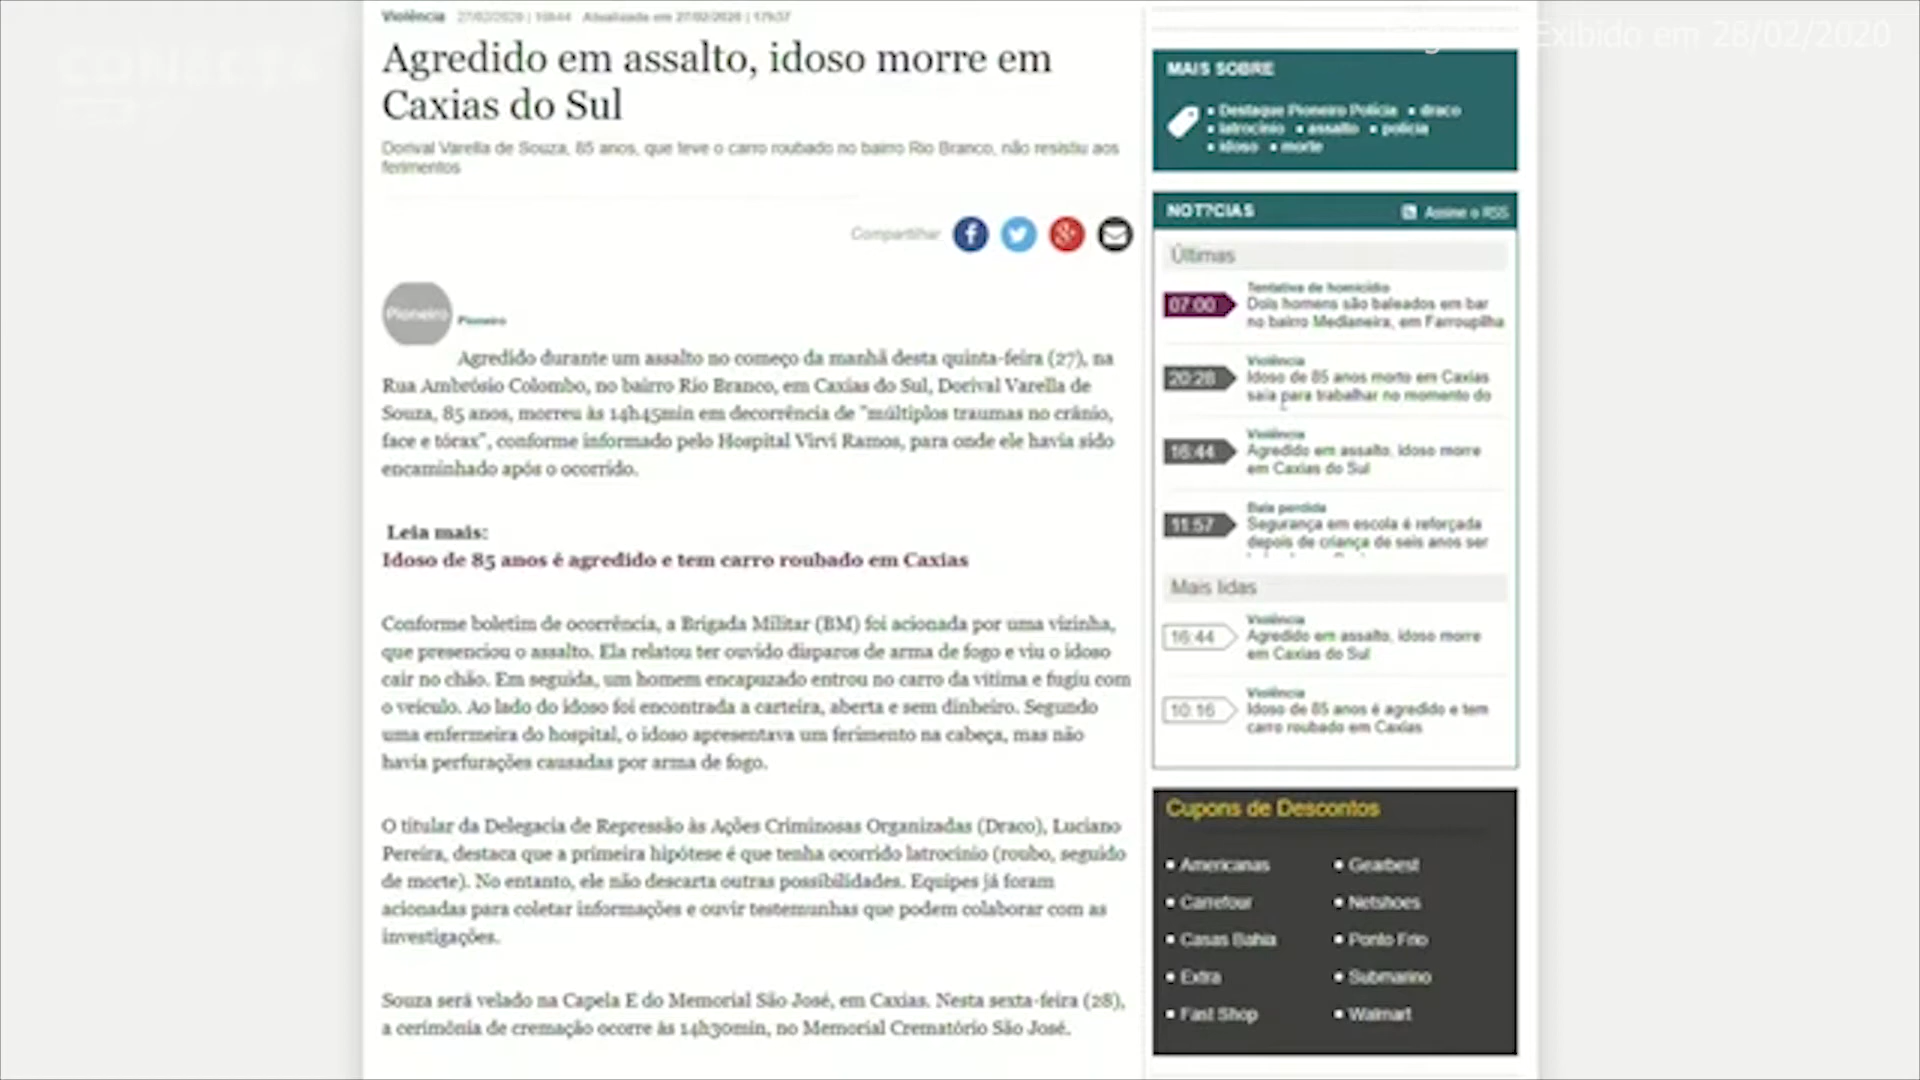 Exibido em 28/02/2020
CONECTA
Violência 27/02/2020 | 16h44 Atualizada em 27/02/2020 | 17h37
Agredido em assalto, idoso morre em
Caxias do Sul
Dorival Varella de Souza, 85 anos, que teve o carro roubado no bairro Rio Branco, não resistiu aos
ferimentos
Compartilhar
Pioneiro
Pioneiro
Agredido durante um assalto no começo da manhã desta quinta-feira (27), na
Rua Ambrósio Colombo, no bairro Rio Branco, em Caxias do Sul, Dorival Varella de
Souza, 85 anos, morreu às 14h45min em decorrência de "múltiplos traumas no crânio,
face e tórax", conforme informado pelo Hospital Virvi Ramos, para onde ele havia sido
encaminhado após o ocorrido.
Leia mais:
Idoso de 85 anos é agredido e tem carro roubado em Caxias
Conforme boletim de ocorrência, a Brigada Militar (BM) foi acionada por uma vizinha,
que presenciou o assalto. Ela relatou ter ouvido disparos de arma de fogo e viu o idoso
cair no chão. Em seguida, um homem encapuzado entrou no carro da vítima e fugiu com
o veículo. Ao lado do idoso foi encontrada a carteira, aberta e sem dinheiro. Segundo
uma enfermeira do hospital, o idoso apresentava um ferimento na cabeça, mas não
havia perfurações causadas por arma de fogo.
O titular da Delegacia de Repressão às Ações Criminosas Organizadas (Draco), Luciano
Pereira, destaca que a primeira hipótese é que tenha ocorrido latrocínio (roubo, seguido
de morte). No entanto, ele não descarta outras possibilidades. Equipes já foram
acionadas para coletar informações e ouvir testemunhas que podem colaborar com as
investigações.
Souza será velado na Capela E do Memorial São José, em Caxias. Nesta sexta-feira (28),
a cerimônia de cremação ocorre às 14h30min, no Memorial Crematório São José.
MAIS SOBRE
Destaque Pioneiro Polícia draco
latrocínio assalto polícia
idoso morte
NOT?CIAS Assine o RSS
Últimas
07:00 Tentativa de homicídio
Dois homens são baleados em bar
no bairro Medianeira, em Farroupilha
20:28 Violência
Idoso de 85 anos morto em Caxias
saía para trabalhar no momento do
16:44 Violência
Agredido em assalto, idoso morre
em Caxias do Sul
11:57 Bala perdida
Segurança em escola é reforçada
depois de criança de seis anos ser
Mais lidas
16:44 Violência
Agredido em assalto, idoso morre
em Caxias do Sul
10:16 Violência
Idoso de 85 anos é agredido e tem
carro roubado em Caxias
Cupons de Descontos
Americanas Gearbest
Carrefour Netshoes
Casas Bahia Ponto Frio
Extra Submarino
Fast Shop Walmart